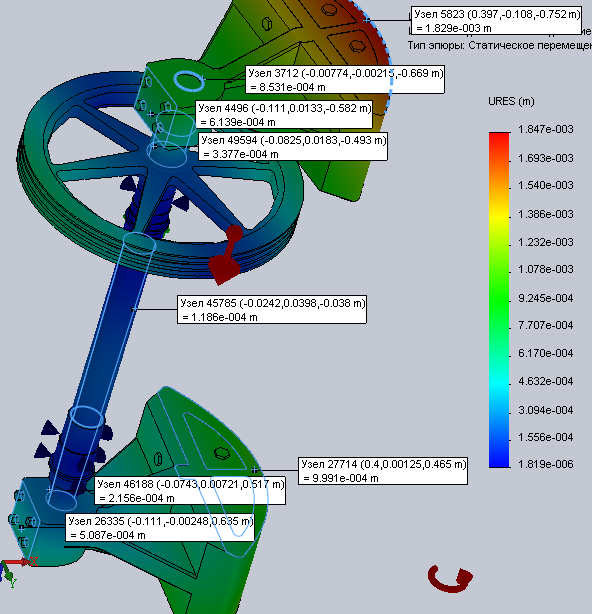 Узел 5823 (0.397,-0.108,-0.752 m)
= 1.829e-003 m
Тип эпюры: Статическое перемещен
Узел 3712 (-0.00774,-0.00215,-0.669 m)
= 8.531e-004 m
URES (m)
Узел 4496 (-0.111,0.0133,-0.582 m)
= 6.139e-004 m
Узел 49594 (-0.0825,0.0183,-0.493 m)
= 3.377e-004 m
1.847e-003
1.693e-003
1.540e-003
1.386e-003
1.232e-003
1.078e-003
9.245e-004
7.707e-004
6.170e-004
4.632e-004
3.094e-004
1.556e-004
1.819e-006
Узел 45785 (-0.0242,0.0398,-0.038 m)
= 1.186e-004 m
Узел 27714 (0.4,0.00125,0.465 m)
= 9.991e-004 m
Узел 46188 (-0.0743,0.00721,0.517 m)
= 2.156e-004 m
Узел 26335 (-0.111,-0.00248,0.635 m)
= 5.087e-004 m